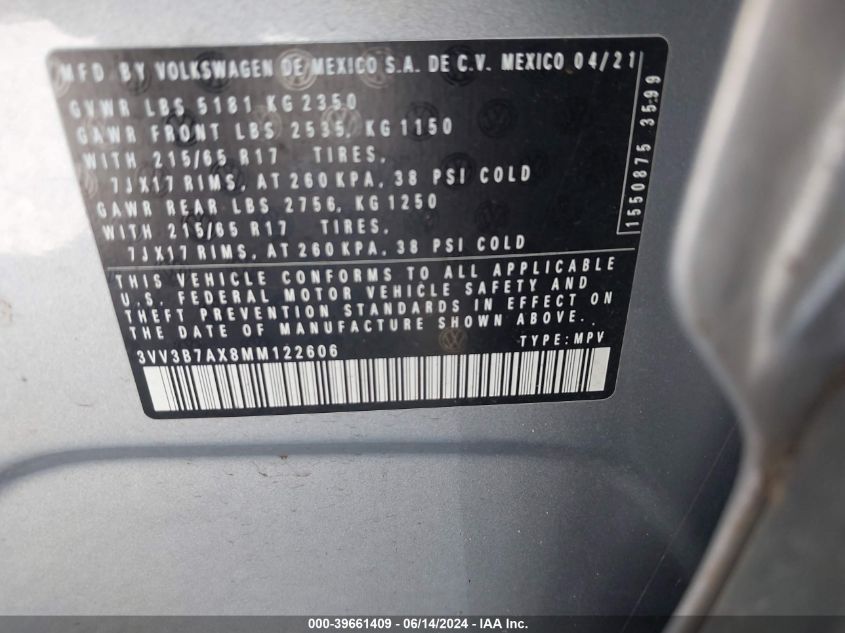 MFD. BY VOLKSWAGEN DE MEXICO S.A. DE C.V. MEXICO 04/21
GVWR LBS 5181 KG 2350
GAWR FRONT LBS 2535, KG 1150
WITH 215/65 R17 TIRES,
7JX17 RIMS, AT 260 KPA, 38 PSI COLD
GAWR REAR LBS 2756, KG 1250
WITH 215/65 R17 TIRES,
7JX17 RIMS, AT 260 KPA, 38 PSI COLD
1550875 3599
THIS VEHICLE CONFORMS TO ALL APPLICABLE
U.S. FEDERAL MOTOR VEHICLE SAFETY AND
THEFT PREVENTION STANDARDS IN EFFECT ON
THE DATE OF MANUFACTURE SHOWN ABOVE..
TYPE: MPV
3VV3B7AX8MM122606
000-39661409 - 06/14/2024 - IAA Inc.